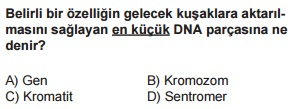 Belirli bir özelliğin gelecek kuşaklara aktarıl-
masını sağlayan en küçük DNA parçasına ne
denir?
A) Gen B) Kromozom
C) Kromatit D) Sentromer